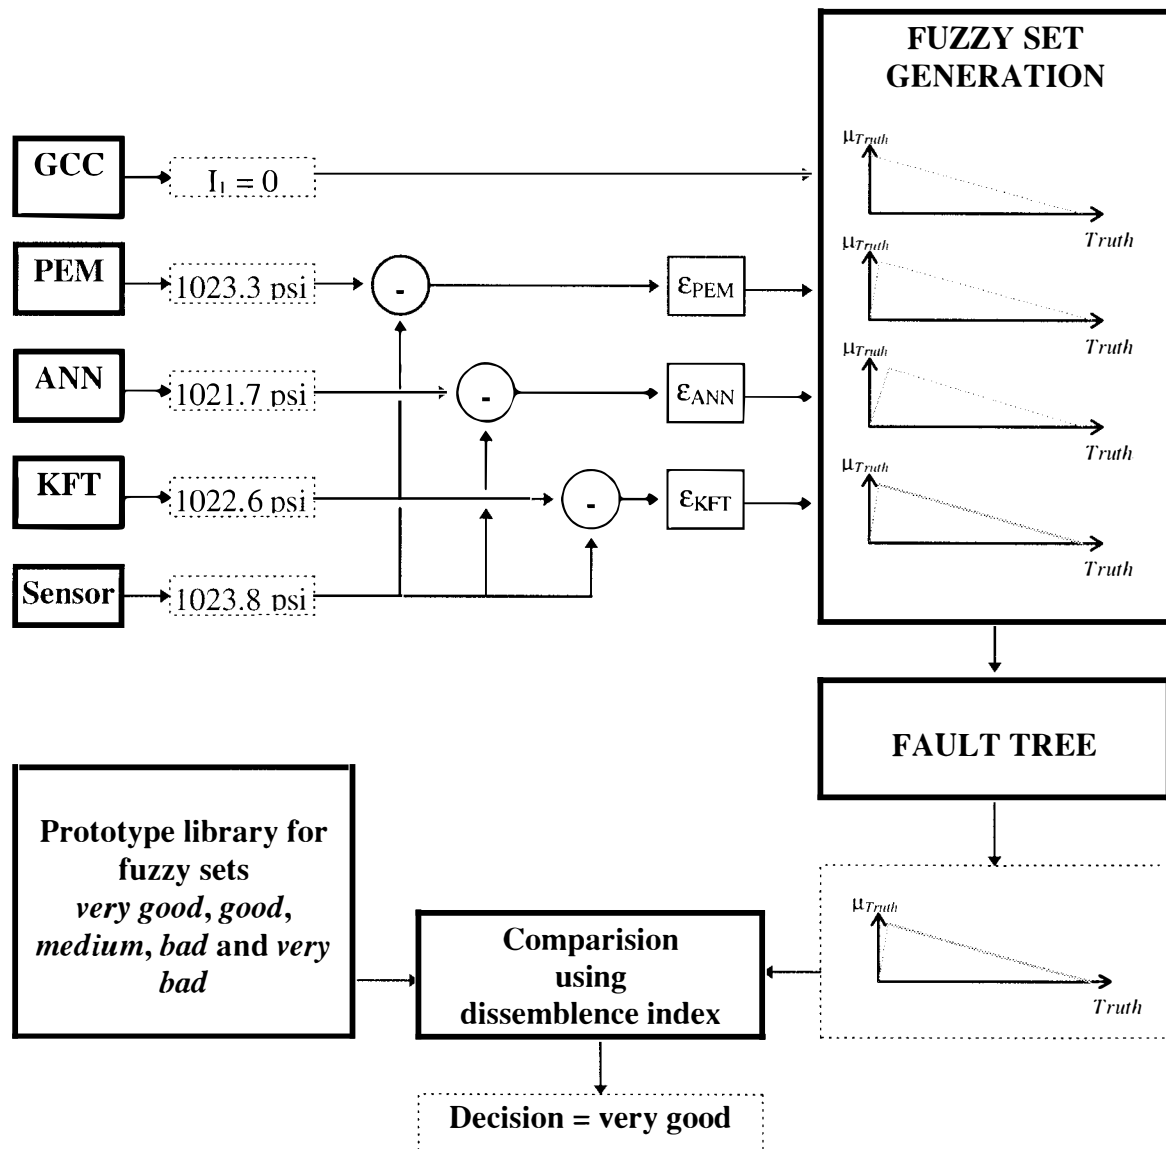 FUZZY SET
GENERATION
μTruth
Truth
μTruth
Truth
μTruth
Truth
μTruth
Truth
GCC
I₁ = 0
PEM
1023.3 psi
-
εPEM
ANN
1021.7 psi
-
εANN
KFT
1022.6 psi
-
εKFT
Sensor
1023.8 psi
FAULT TREE
Prototype library for
fuzzy sets
very good, good,
medium, bad and very
bad
Comparision
using
dissemblence index
μTruth
Truth
Decision = very good